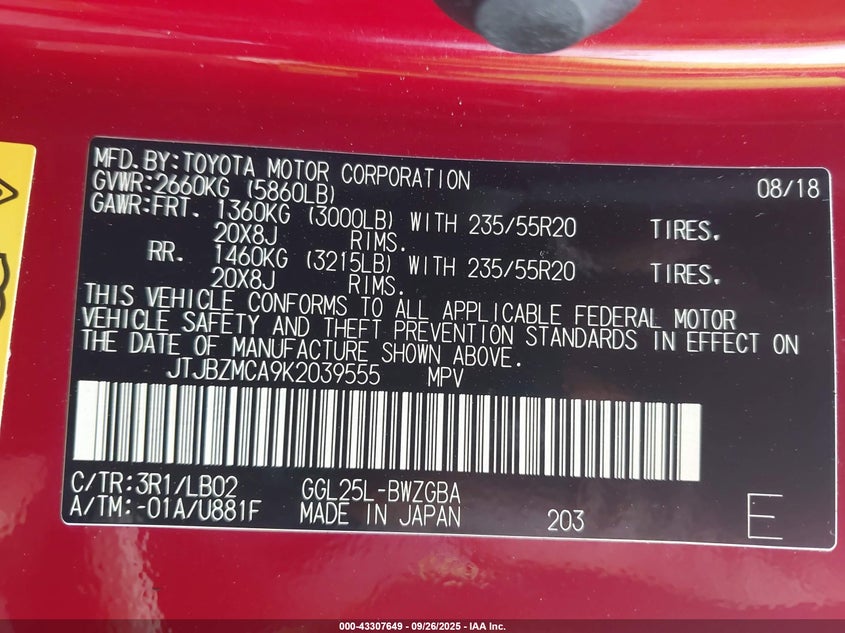 MFD.BY:TOYOTA MOTOR CORPORATION 08/18
GVWR:2660KG (5860LB)
GAWR:FRT. 1360KG (3000LB) WITH 235/55R20 TIRES.
20X8J RIMS.
RR. 1460KG (3215LB) WITH 235/55R20 TIRES.
20X8J RIMS.
THIS VEHICLE CONFORMS TO ALL APPLICABLE FEDERAL MOTOR
VEHICLE SAFETY AND THEFT PREVENTION STANDARDS IN EFFECT ON
THE DATE OF MANUFACTURE SHOWN ABOVE.
JTJBZMCA9K2039555 MPV
C/TR:3R1/LB02 GGL25L-BWZGBA
A/TM:-01A/U881F MADE IN JAPAN 203 E
000-43307649 - 09/26/2025 - IAA Inc.